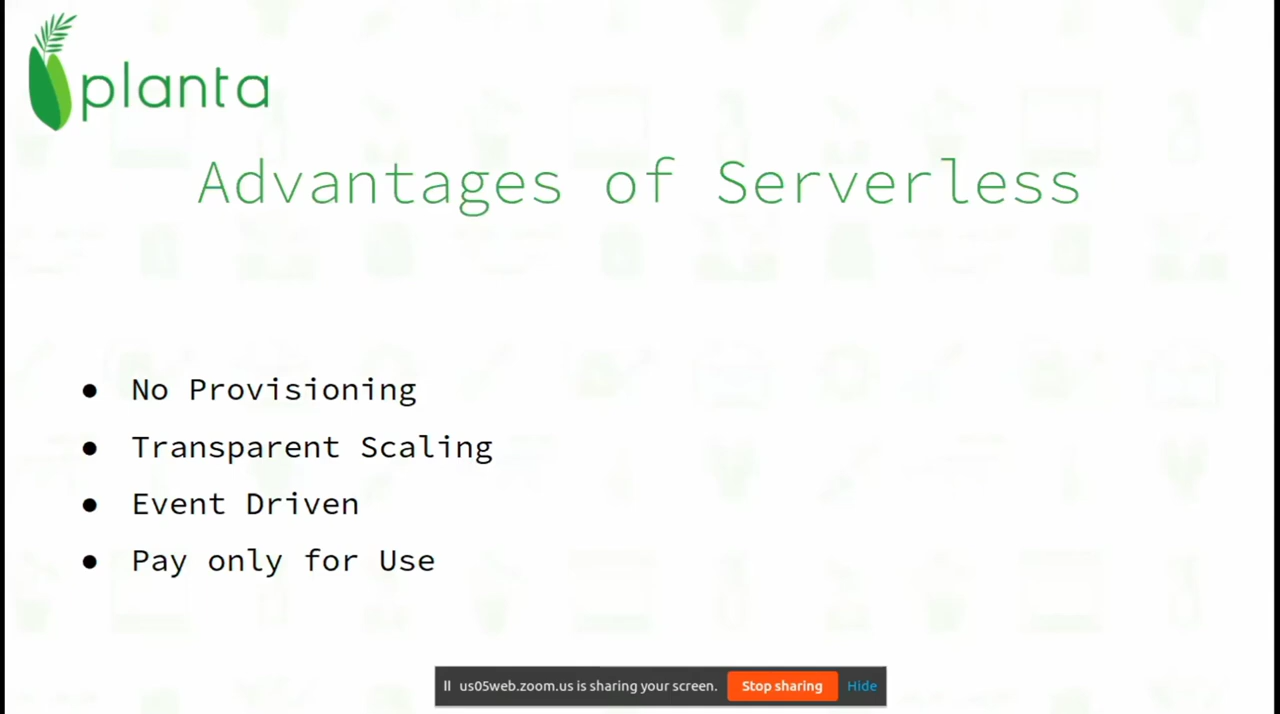 planta
Advantages of Serverless
● No Provisioning
● Transparent Scaling
● Event Driven
● Pay only for Use
us05web.zoom.us is sharing your screen. Stop sharing Hide